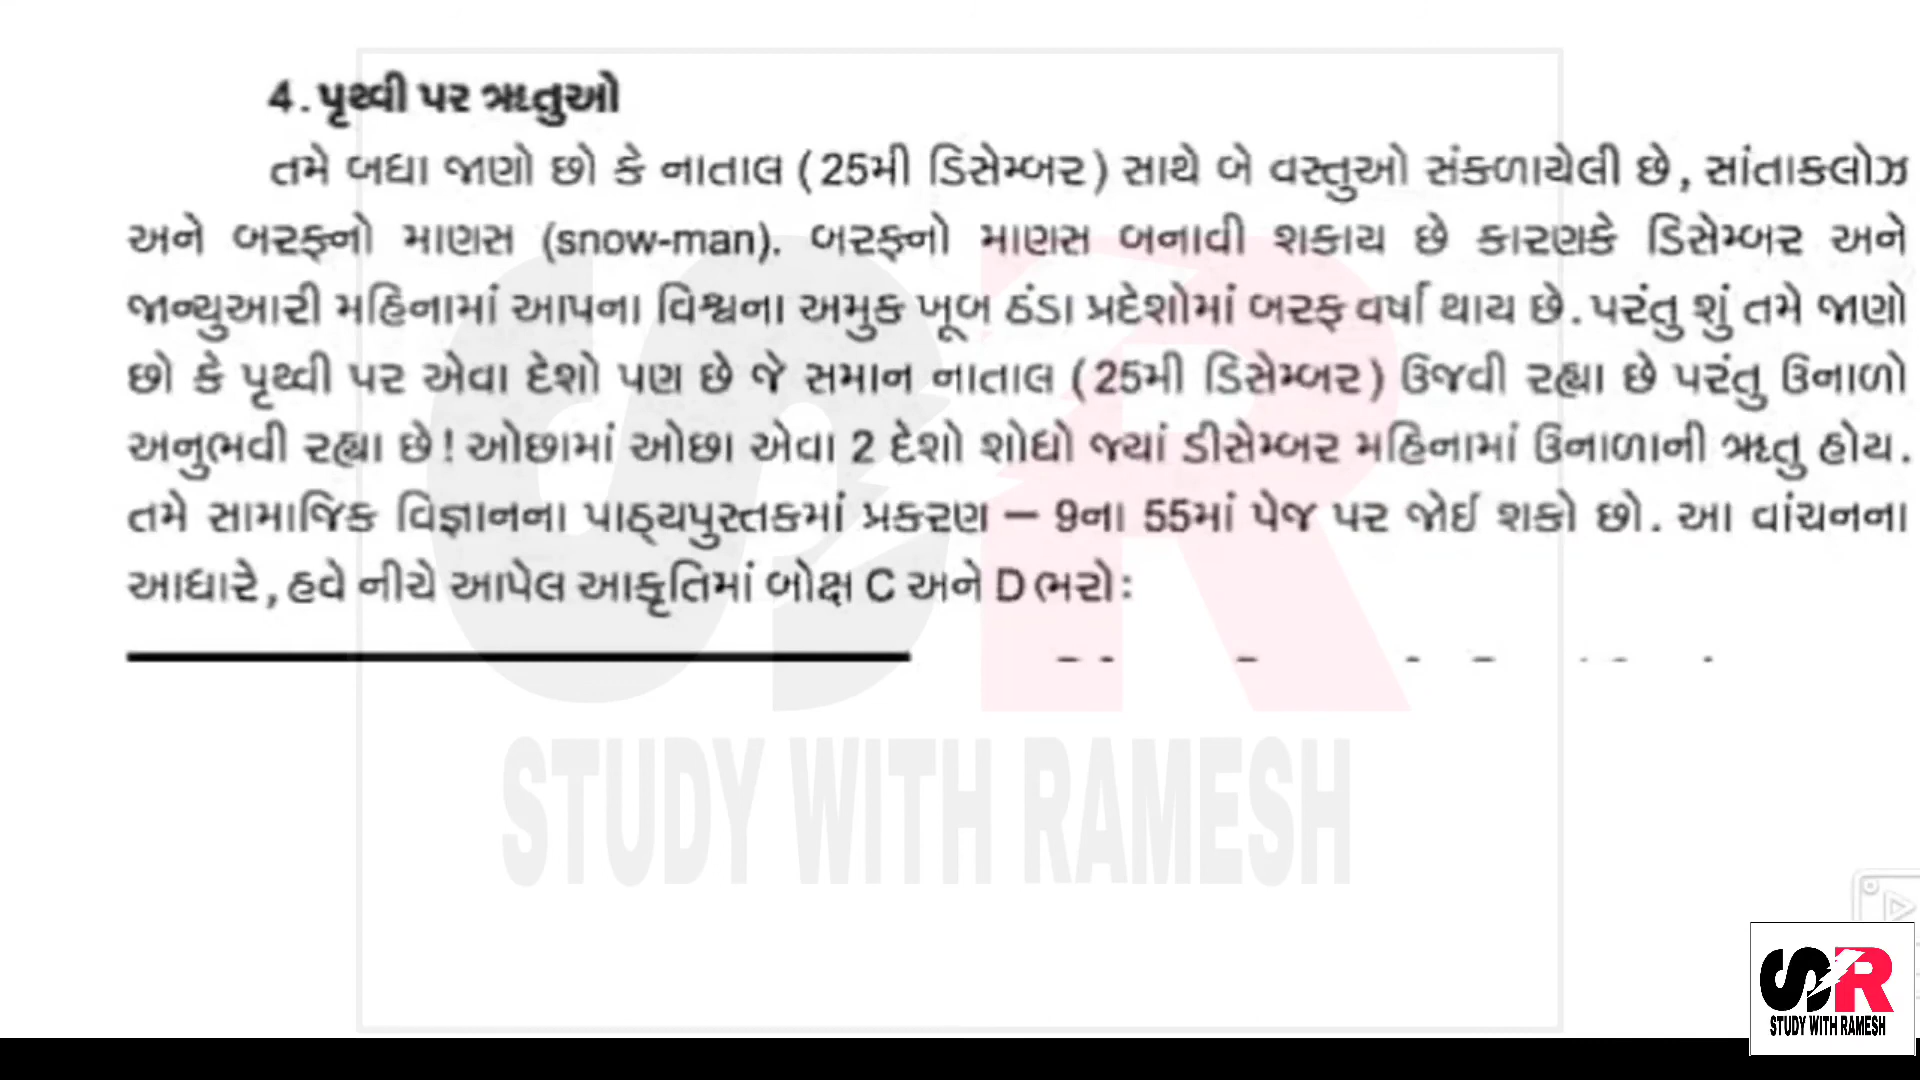 4. પૃથ્વી પર ઋતુઓ
તમે બધા જાણો છો કે નાતાલ (25મી ડિસેમ્બર) સાથે બે વસ્તુઓ સંકળાયેલી છે, સાંતાકલોઝ
અને બરફનો માણસ (snow-man). બરફનો માણસ બનાવી શકાય છે કારણકે ડિસેમ્બર અને
જાન્યુઆરી મહિનામાં આપના વિશ્વના અમુક ખૂબ ઠંડા પ્રદેશોમાં બરફ વર્ષા થાય છે. પરંતુ શું તમે જાણો
છો કે પૃથ્વી પર એવા દેશો પણ છે જે સમાન નાતાલ (25મી ડિસેમ્બર) ઉજવી રહ્યા છે પરંતુ ઉનાળો
અનુભવી રહ્યા છે! ઓછામાં ઓછા એવા 2 દેશો શોધો જ્યાં ડીસેમ્બર મહિનામાં ઉનાળાની ઋતુ હોય.
તમે સામાજિક વિજ્ઞાનના પાઠ્યપુસ્તકમાં પ્રકરણ – 9ના 55માં પેજ પર જોઈ શકો છો. આ વાંચનના
આધારે, હવે નીચે આપેલ આકૃતિમાં બોક્ષ C અને D ભરો:
SR
STUDY WITH RAMESH
SR
STUDY WITH RAMESH